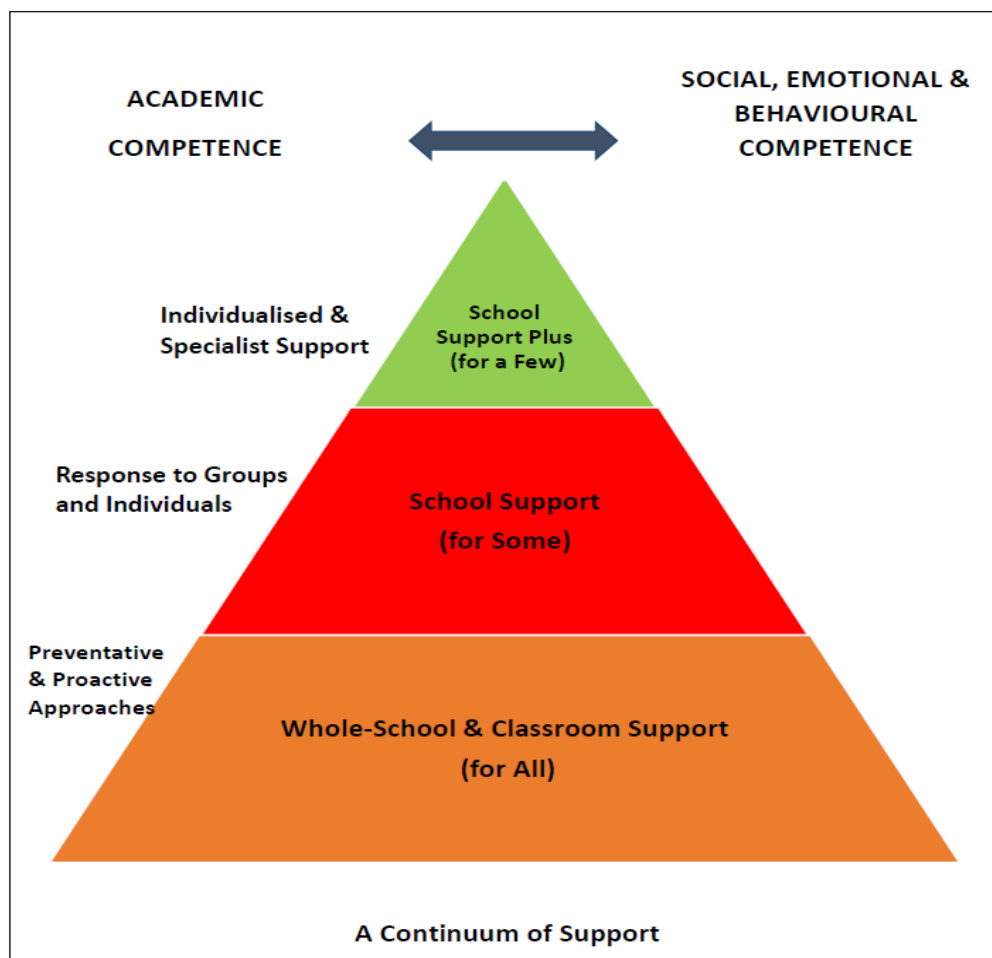 ACADEMIC
COMPETENCE
SOCIAL, EMOTIONAL &
BEHAVIOURAL
COMPETENCE
Individualised &
Specialist Support
School
Support Plus
(for a Few)
Response to Groups
and Individuals
School Support
(for Some)
Preventative
& Proactive
Approaches
Whole-School & Classroom Support
(for All)
A Continuum of Support